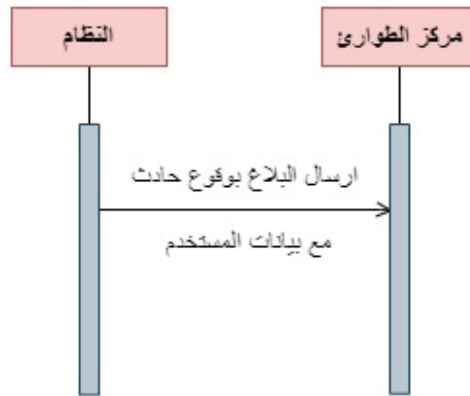 مركز الطوارئ
النظام
ارسال البلاغ بوقوع حادث
مع بيانات المستخدم